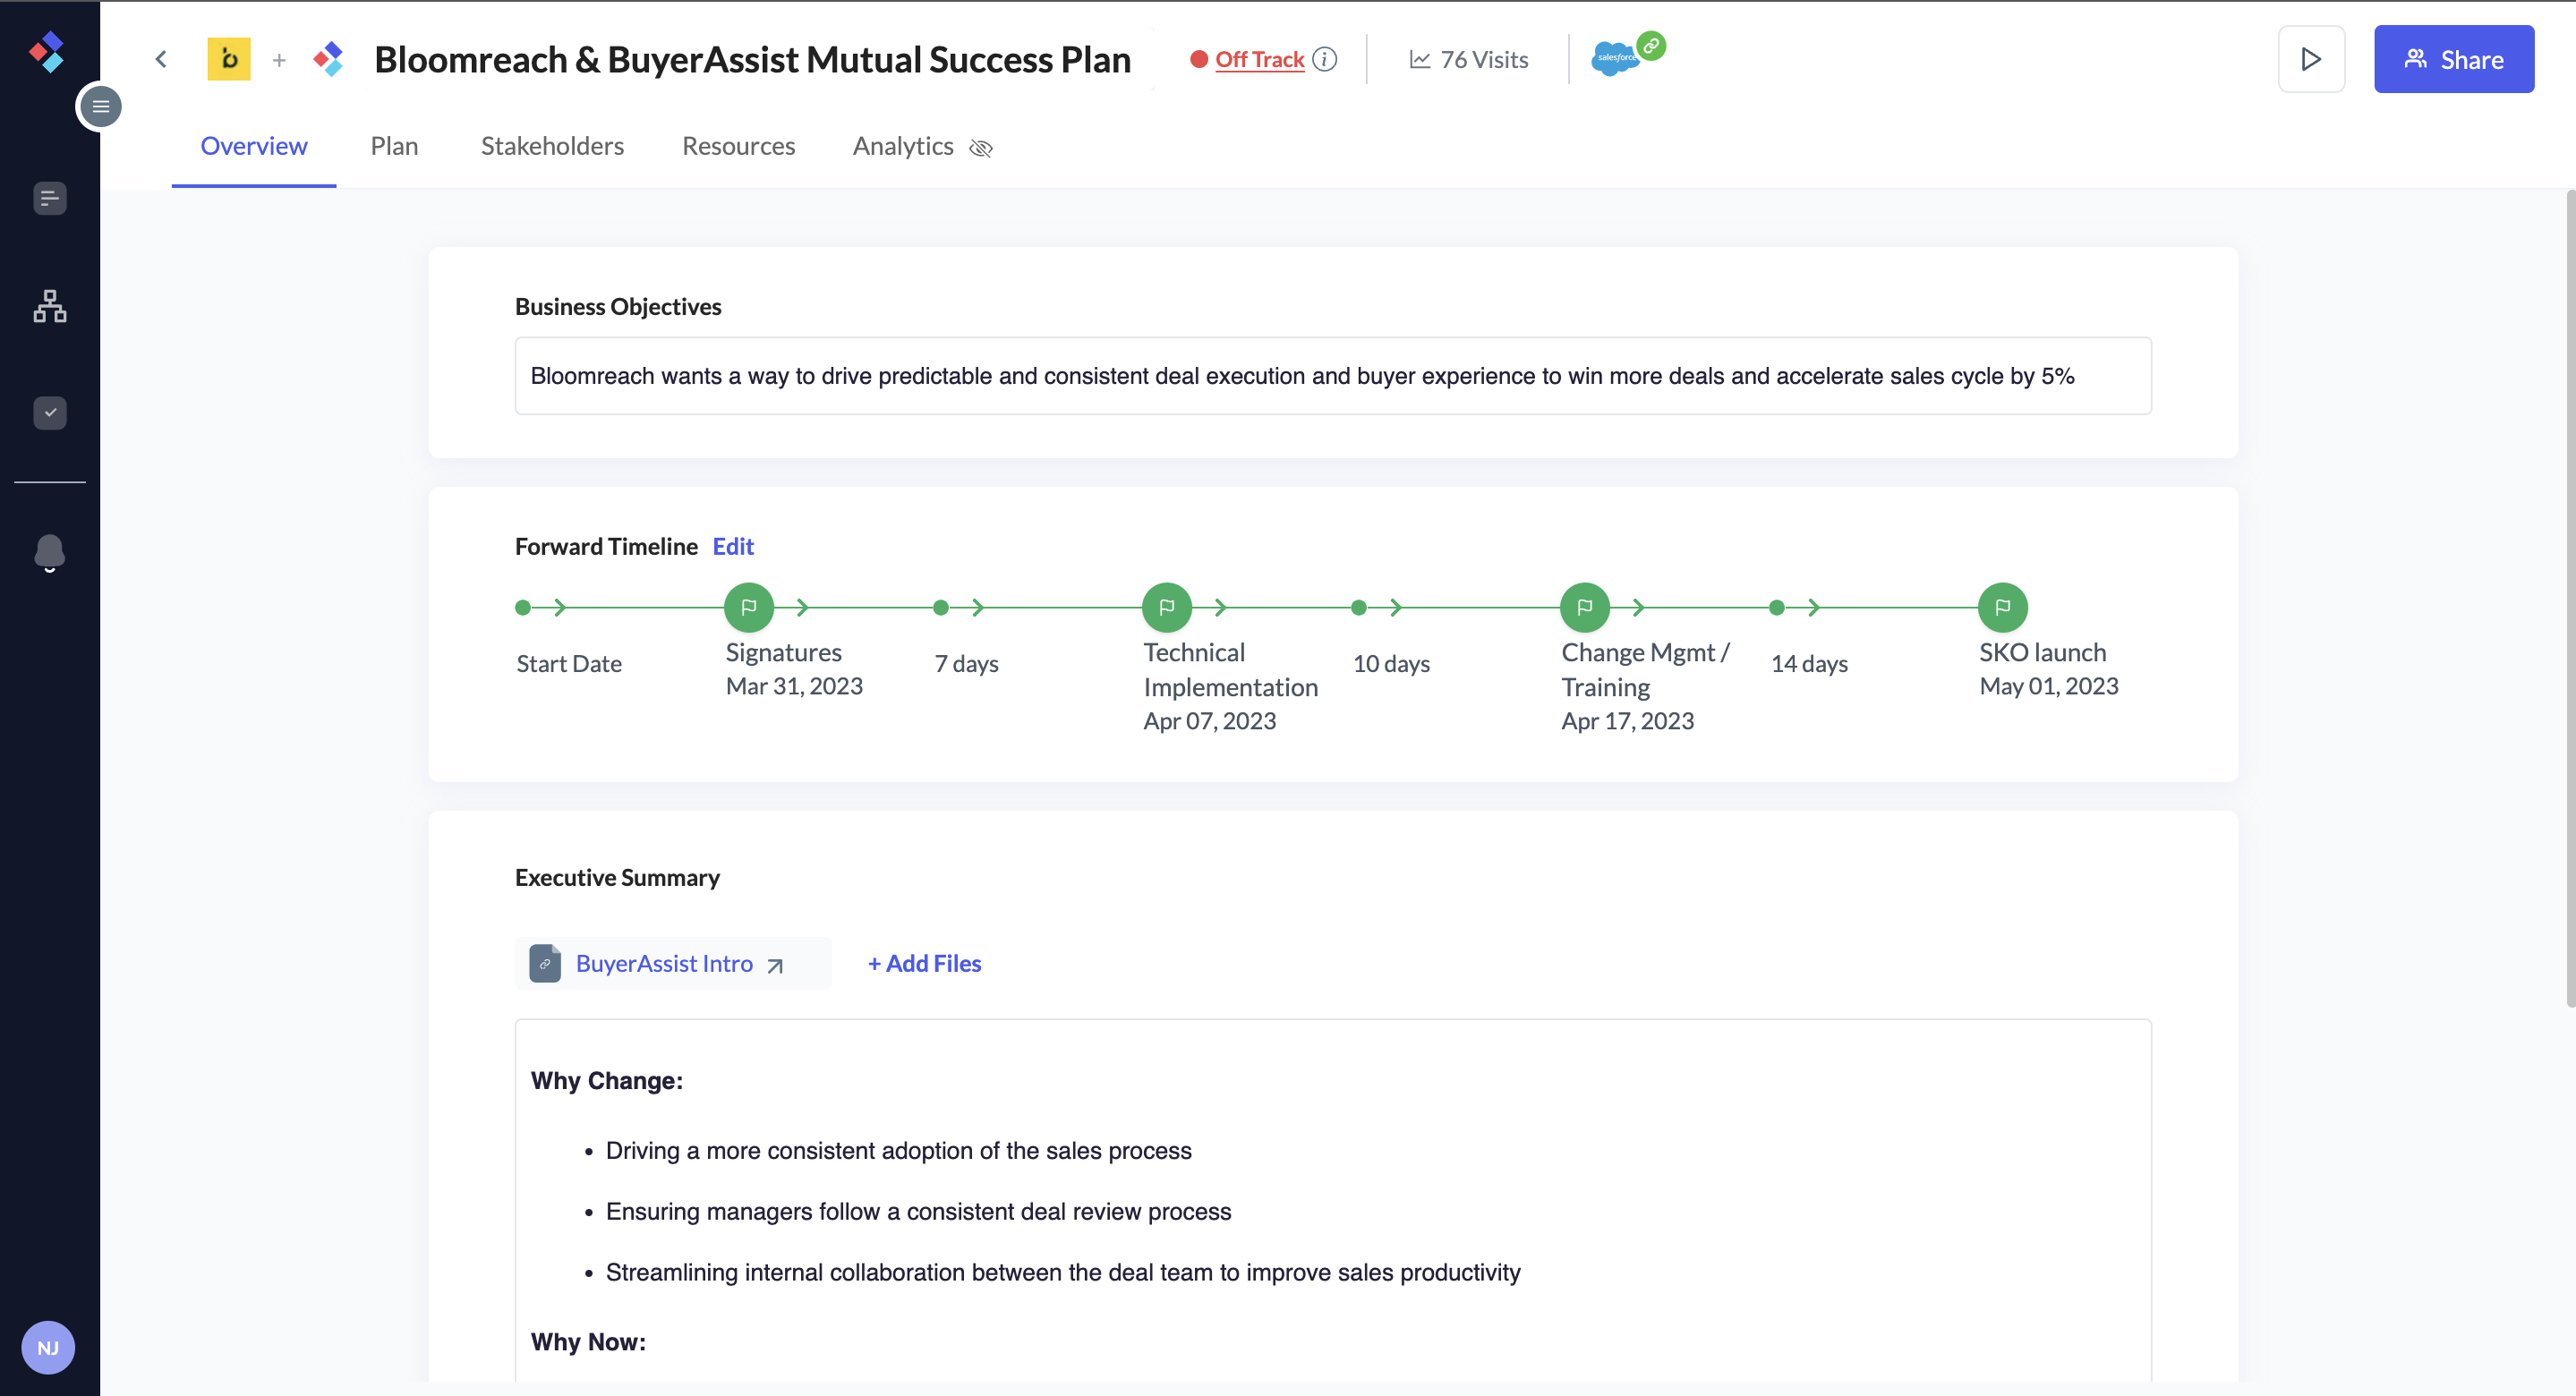 b + Bloomreach & BuyerAssist Mutual Success Plan Off Track i 76 Visits salesforce Share
Overview Plan Stakeholders Resources Analytics
Business Objectives
Bloomreach wants a way to drive predictable and consistent deal execution and buyer experience to win more deals and accelerate sales cycle by 5%
Forward Timeline Edit
Start Date
Signatures
Mar 31, 2023
7 days
Technical
Implementation
Apr 07, 2023
10 days
Change Mgmt /
Training
Apr 17, 2023
14 days
SKO launch
May 01, 2023
Executive Summary
BuyerAssist Intro + Add Files
Why Change:
• Driving a more consistent adoption of the sales process
• Ensuring managers follow a consistent deal review process
• Streamlining internal collaboration between the deal team to improve sales productivity
Why Now:
NJ